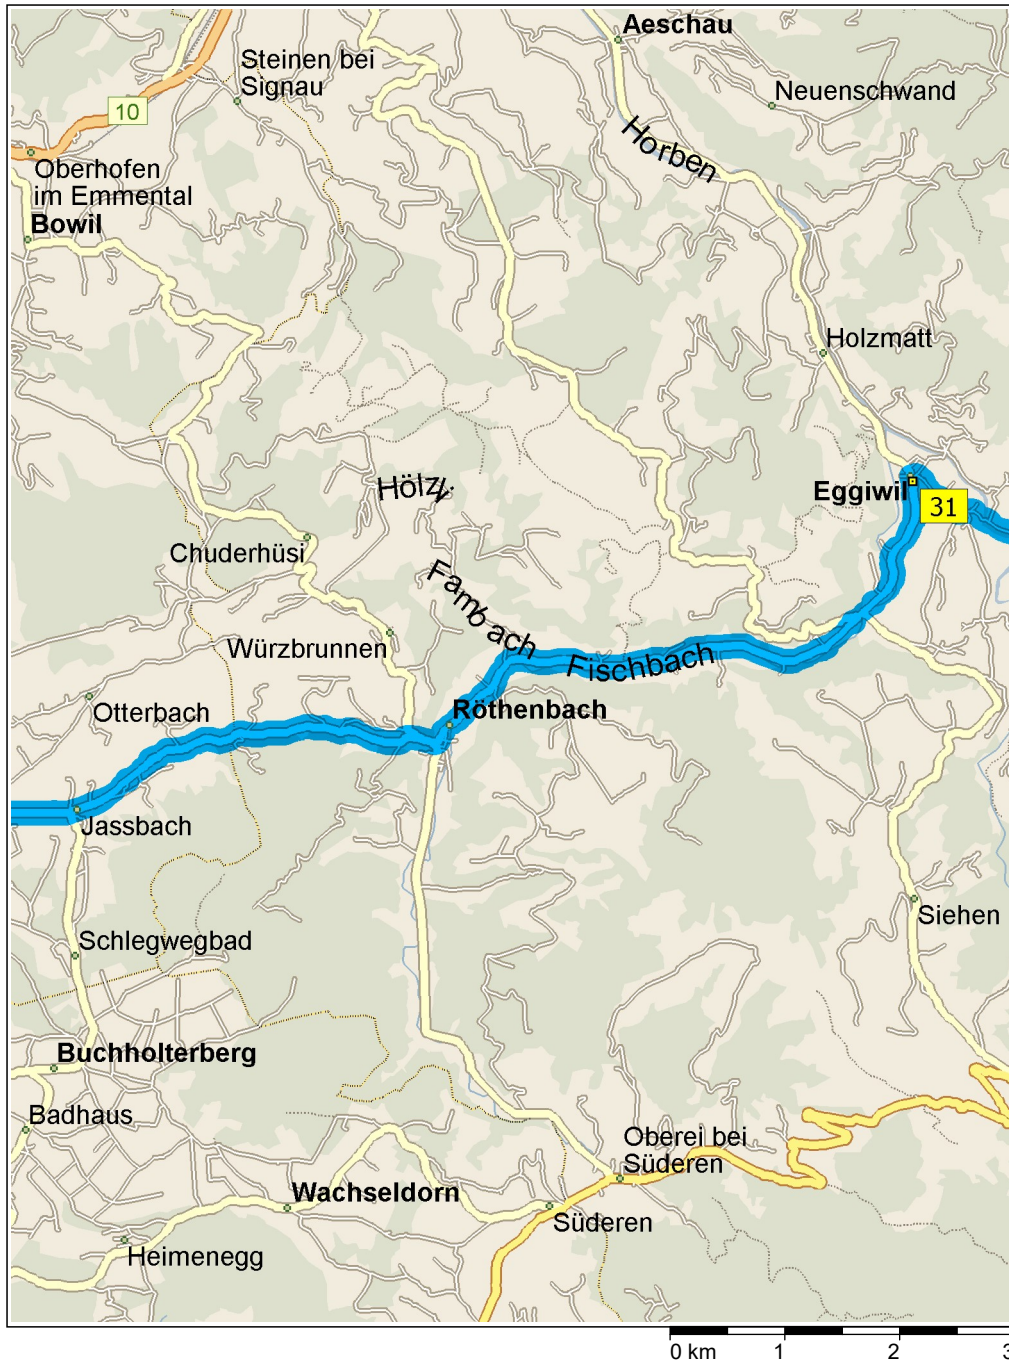 Aeschau
Steinen bei
Signau
Neuenschwand
10
Horben
Oberhofen
im Emmental
Bowil
Holzmatt
Hölzli
Eggiwil
31
Chuderhüsi
Fambach
Würzbrunnen
Fischbach
Otterbach
Röthenbach
Jassbach
Siehen
Schlegwegbad
Buchholterberg
Badhaus
Oberei bei
Süderen
Wachseldorn
Süderen
Heimenegg
0 km 1 2 3